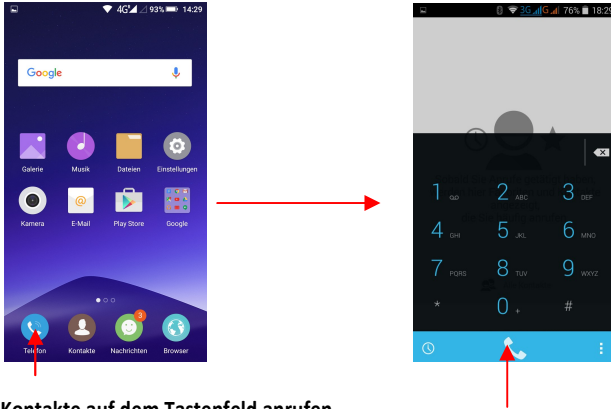 4G 93% 14:29
Google
Galerie Musik Dateien Einstellungen
Kamera E-Mail Play Store Google
3
Telefon Kontakte Nachrichten Browser
3G G 76% 18:29
1 2 ABC 3 DEF
4 GHI 5 JKL 6 MNO
7 PQRS 8 TUV 9 WXYZ
* 0 + #
Kontakte auf dem Tastenfeld anrufen